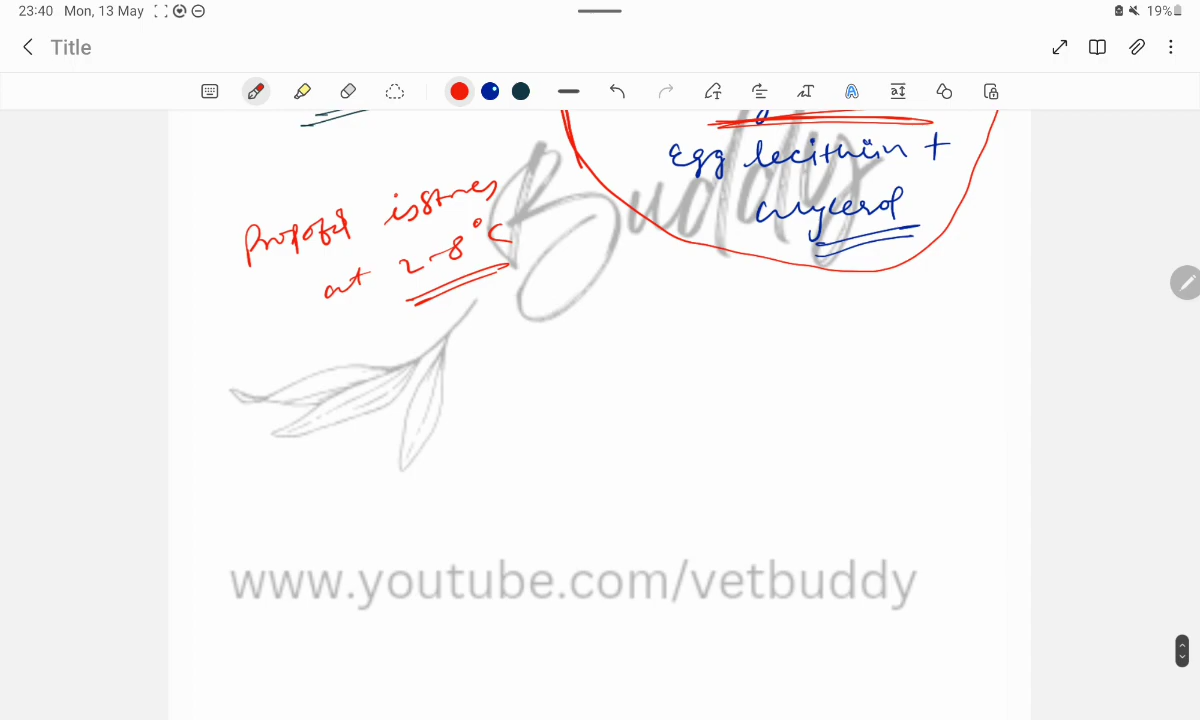 23:40 Mon, 13 May
19%
Title
Egg lecithin +
Glycerol
Propofol is stores
at 2-8°C
Buddy
www.youtube.com/vetbuddy